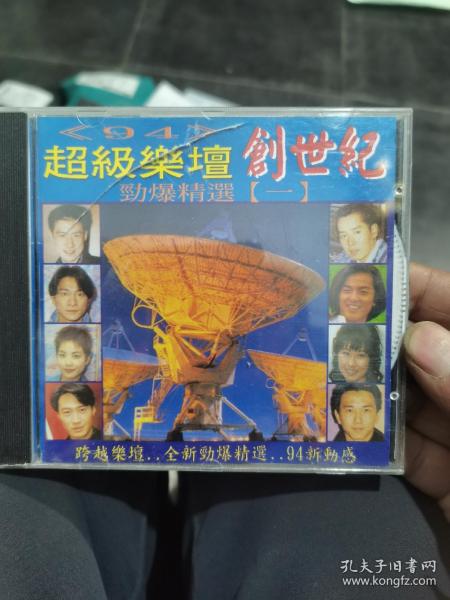 《94》
超級樂壇 創世紀
勁爆精選【一】
跨越樂壇..全新勁爆精選..94新動感
孔夫子旧书网
www.kongfz.com